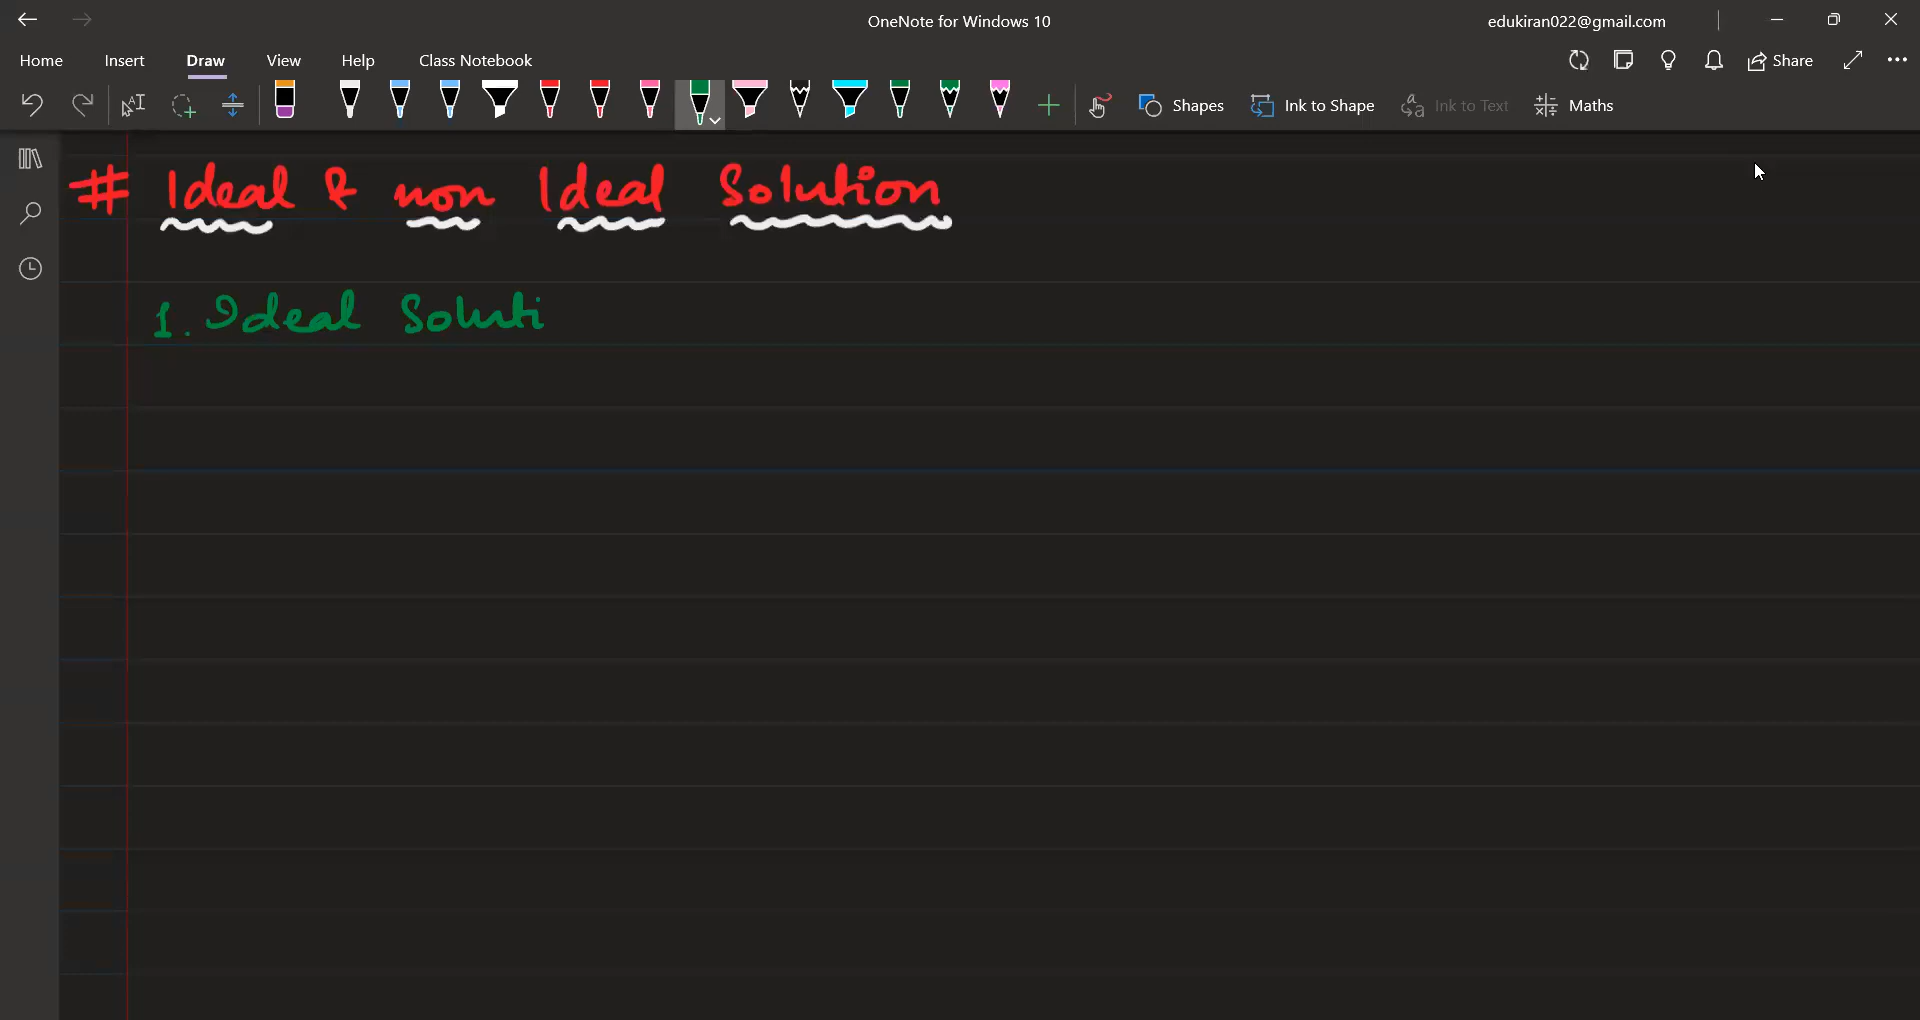 OneNote for Windows 10
edukiran022@gmail.com
Home Insert Draw View Help Class Notebook Share
Shapes Ink to Shape Ink to Text Maths
# Ideal & non Ideal Solution
1. Ideal Soluti